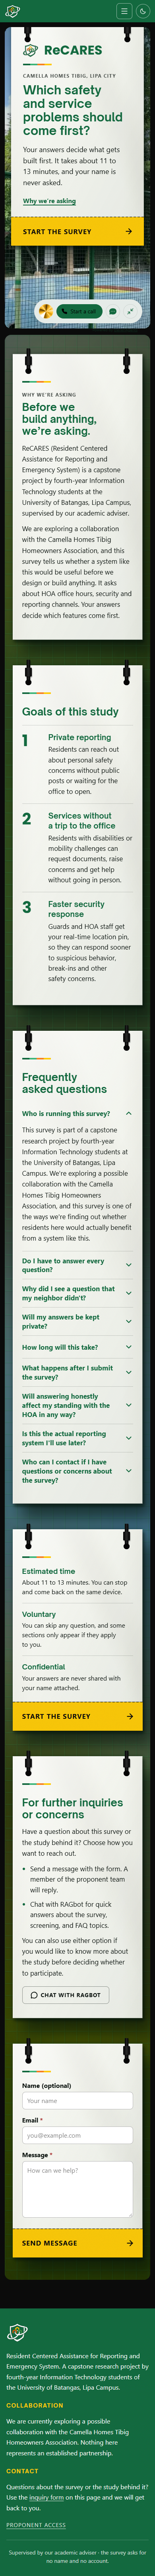 ReCARES
CAMELLA HOMES TIBIG, LIPA CITY
Which safety
and service
problems should
come first?
Your answers decide what gets
built first. It takes about 11 to
13 minutes, and your name is
never asked.
Why we're asking
START THE SURVEY
Start a call
WHY WE'RE ASKING
Before we
build anything,
we're asking.
ReCARES (Resident Centered
Assistance for Reporting and
Emergency System) is a capstone
project by fourth-year Information
Technology students at the
University of Batangas, Lipa Campus,
supervised by our academic adviser.
We are exploring a collaboration
with the Camella Homes Tibig
Homeowners Association, and this
survey tells us whether a system like
this would be useful before we
design or build anything. It asks
about HOA office hours, security and
reporting channels. Your answers
decide which features come first.
Goals of this study
1
Private reporting
Residents can reach out
about personal safety
concerns without public
posts or waiting for the
office to open.
2
Services without
a trip to the office
Residents with disabilities or
mobility challenges can
request documents, raise
concerns and get help
without going in person.
3
Faster security
response
Guards and HOA staff get
your real-time location pin,
so they can respond sooner
to suspicious behavior,
break-ins and other
safety concerns.
Frequently
asked questions
Who is running this survey?
This survey is part of a capstone
research project by fourth-year
Information Technology students at
the University of Batangas, Lipa
Campus. We're exploring a possible
collaboration with the Camella
Homes Tibig Homeowners
Association, and this survey is one of
the ways we're finding out whether
residents there would actually benefit
from a system like this.
Do I have to answer every
question?
Why did I see a question that
my neighbor didn't?
Will my answers be kept
private?
How long will this take?
What happens after I submit
the survey?
Will answering honestly
affect my standing with the
HOA in any way?
Is this the actual reporting
system I'll use later?
Who can I contact if I have
questions or concerns about
the survey?
Estimated time
About 11 to 13 minutes. You can stop
and come back on the same device.
Voluntary
You can skip any question, and some
sections only appear if they apply
to you.
Confidential
Your answers are never shared with
your name attached.
START THE SURVEY
For further inquiries
or concerns
Have a question about this survey or
the study behind it? Choose how you
want to reach out.
Send a message with the form. A
member of the proponent team
will reply.
Chat with RAGbot for quick
answers about the survey,
screening, and FAQ topics.
You can also use either option if
you would like to know more about
the study before deciding whether
to participate.
CHAT WITH RAGBOT
Name (optional)
Your name
Email *
you@example.com
Message *
How can we help?
SEND MESSAGE
Resident Centered Assistance for Reporting and
Emergency System. A capstone research project by
fourth-year Information Technology students of
the University of Batangas, Lipa Campus.
COLLABORATION
We are currently exploring a possible
collaboration with the Camella Homes Tibig
Homeowners Association. Nothing here
represents an established partnership.
CONTACT
Questions about the survey or the study behind it?
Use the inquiry form on this page and we will get
back to you.
PROPONENT ACCESS
Supervised by our academic adviser · the survey asks for
no name and no account.